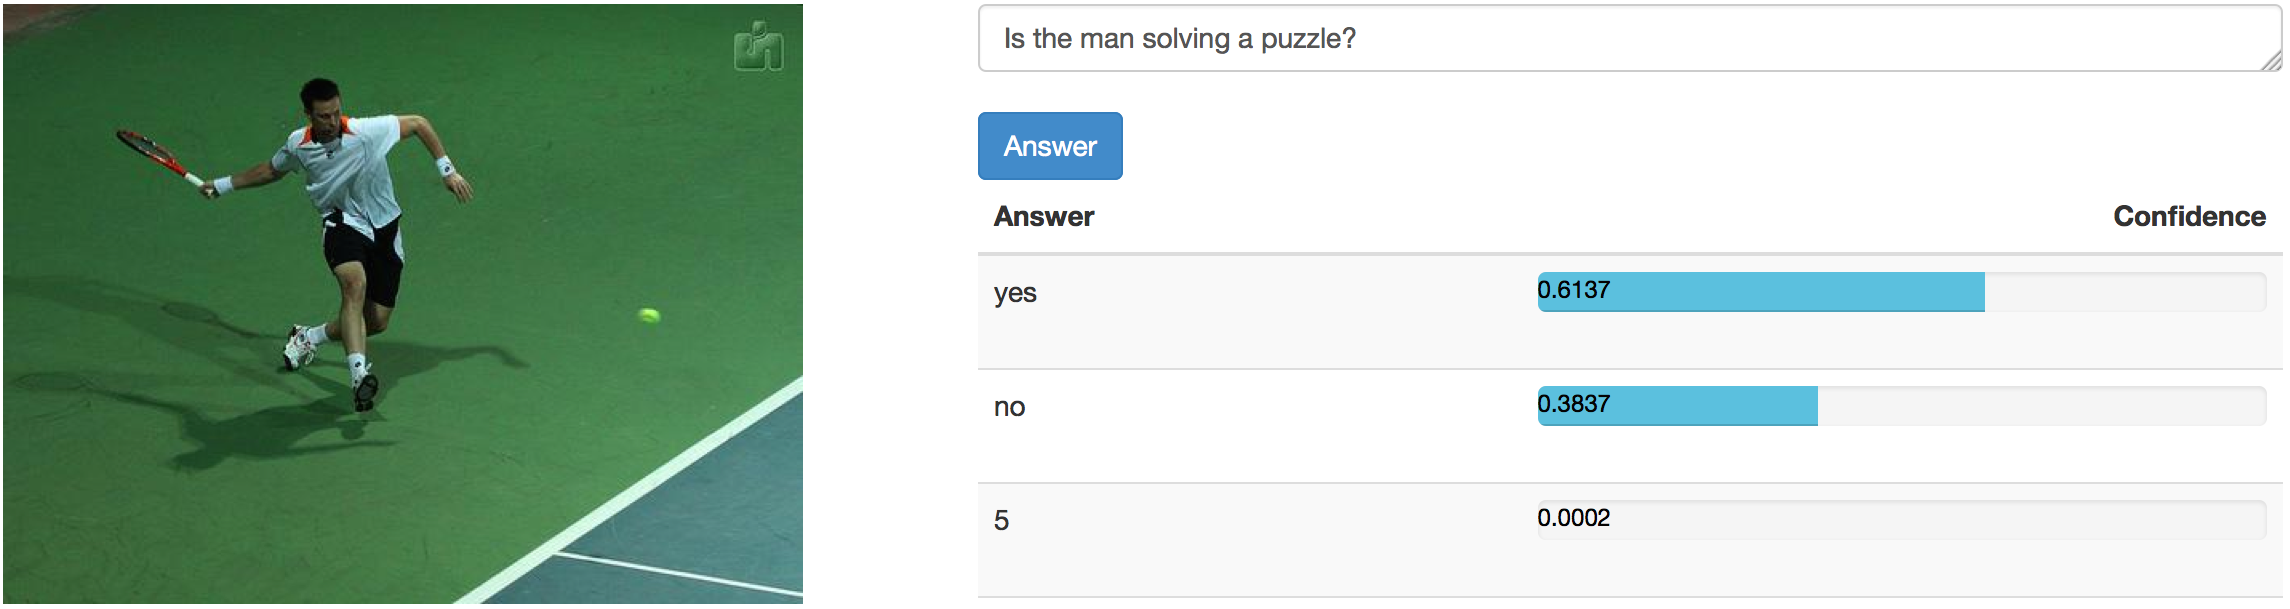 Is the man solving a puzzle?
Answer
Answer Confidence
yes 0.6137
no 0.3837
5 0.0002